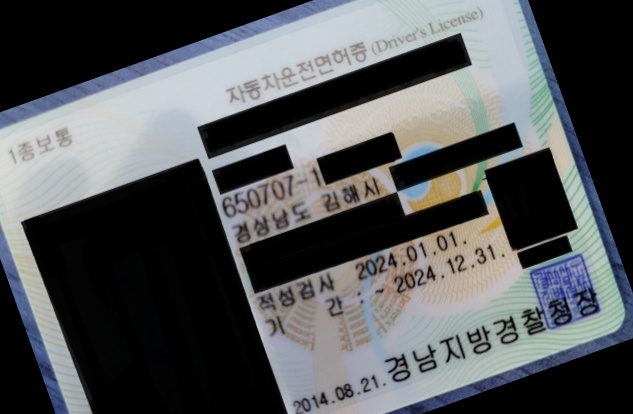 자동차운전면허증 (Driver's License)
1종보통
650707-1
경상남도 김해시
적성검사 2024.01.01.
기 간 : ~ 2024.12.31.
2014.08.21. 경남지방경찰청장